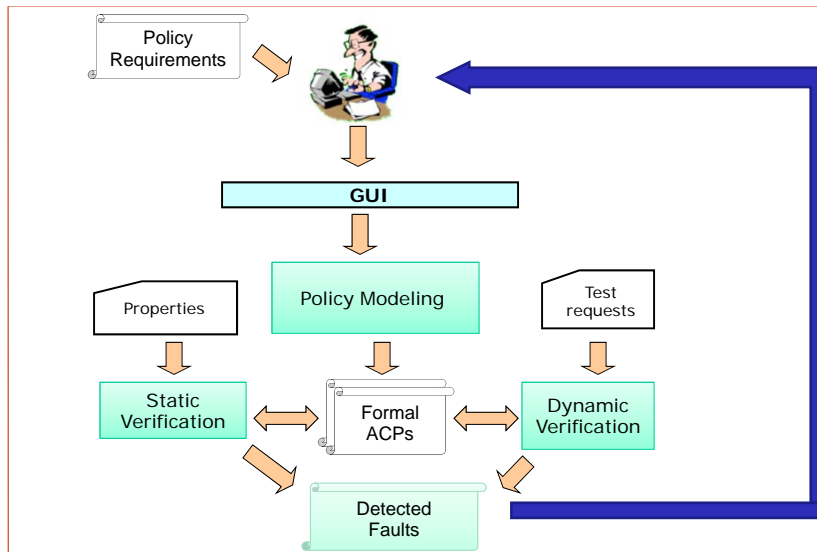 Policy
Requirements
GUI
Properties
Policy Modeling
Test
requests
Static
Verification
Formal
ACPs
Dynamic
Verification
Detected
Faults